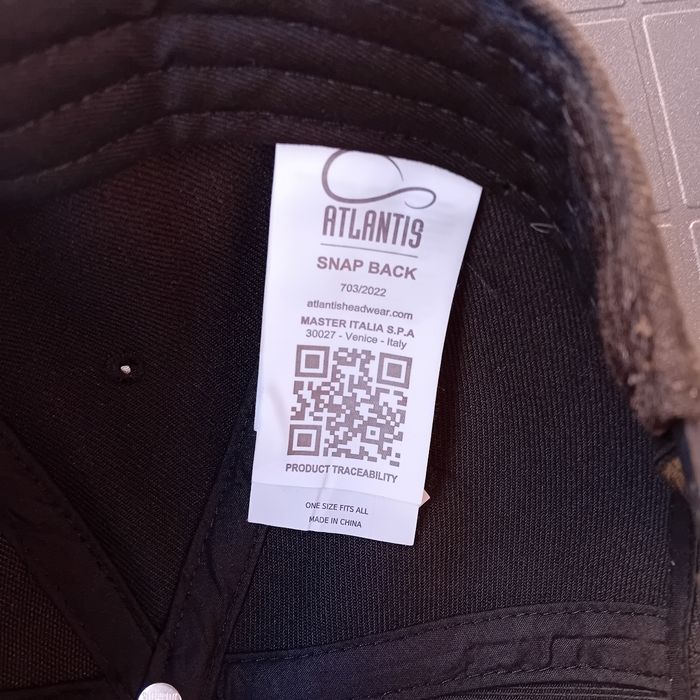 ATLANTIS
SNAP BACK
703/2022
atlantisheadwear.com
MASTER ITALIA S.P.A
30027 - Venice - Italy
PRODUCT TRACEABILITY
ONE SIZE FITS ALL
MADE IN CHINA